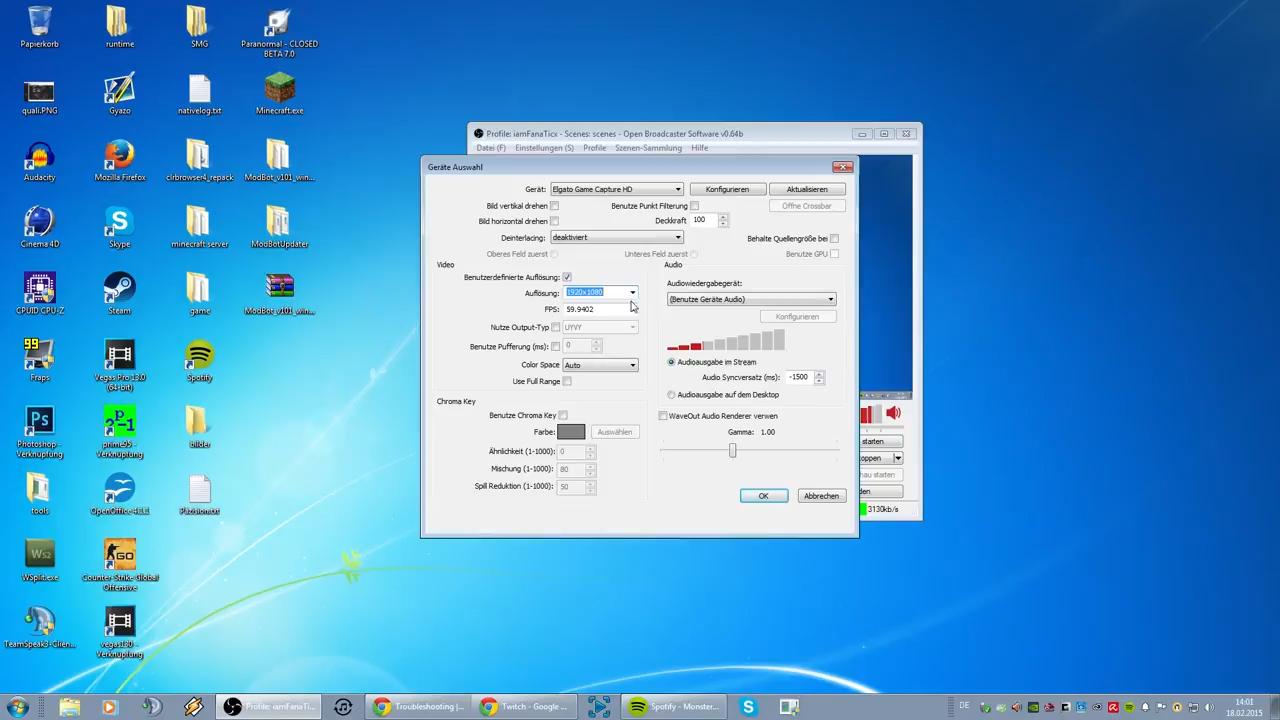 Papierkorb
runtime
SMG
Paranormal - CLOSED
BETA 7.0
quali.PNG
Gyazo
nativelog.txt
Minecraft.exe
Audacity
Mozilla Firefox
clrbrowser4_repack
ModBot_v101_win...
Cinema 4D
Skype
minecraft server
ModBotUpdater
CPUID CPU-Z
Steam
game
ModBot_v101_win...
99
Fraps
Vegas Pro 13.0
(64-bit)
Spotify
Ps
Photoshop -
Verknüpfung
prime95 -
Verknüpfung
bilder
tools
OpenOffice 4.1.1
WS2
WSplit.exe
GO
Counter Strike Global
Offensive
TeamSpeak3-Clien...
vegas130 -
Verknüpfung
Profile: iamFanaTicx - Scenes: scenes - Open Broadcaster Software v0.64b
Datei (F)
Einstellungen (S)
Profile
Szenen-Sammlung
Hilfe
Geräte Auswahl
Gerät:
Elgato Game Capture HD
Konfigurieren
Aktualisieren
Bild vertikal drehen
Benutze Punkt Filterung
Öffne Crossbar
Bild horizontal drehen
Deckkraft
100
Deinterlacing:
deaktiviert
Behalte Quellengröße bei
Oberes Feld zuerst
Unteres Feld zuerst
Benutze GPU
Video
Benutzerdefinierte Auflösung:
Auflösung:
1920x1080
FPS:
59.9402
Nutze Output-Typ
UYVY
Benutze Pufferung (ms):
0
Color Space
Auto
Use Full Range
Audio
Audiowiedergabegerät:
(Benutze Geräte Audio)
Konfigurieren
Audioausgabe im Stream
Audio Syncversatz (ms):
-1500
Audioausgabe auf dem Desktop
WaveOut Audio Renderer verwen
Gamma:
1.00
Chroma Key
Benutze Chroma Key
Farbe:
Auswählen
Ähnlichkeit (1-1000):
0
Mischung (1-1000):
80
Spill Reduktion (1-1000):
50
OK
Abbrechen
starten
oppen
hau starten
den
3130kb/s
Profile: iamFanaTi...
Troubleshooting |...
Twitch - Google ...
Spotify - Monster...
DE
14:01
18.02.2015